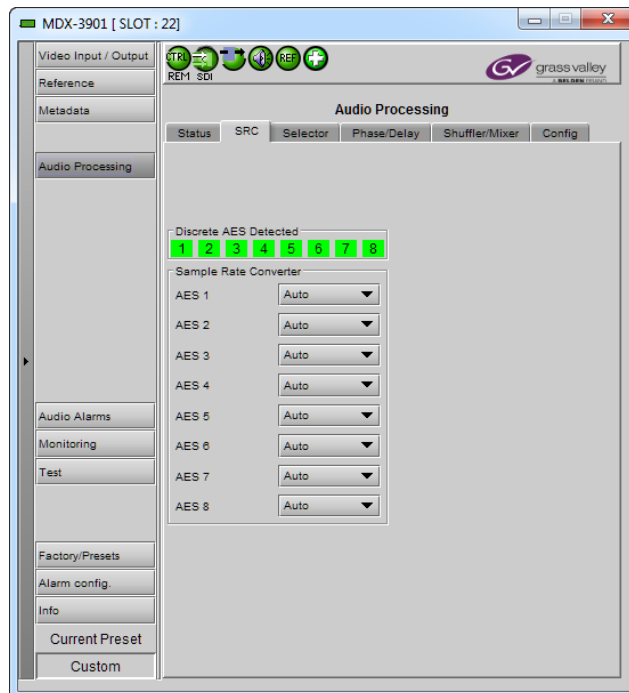 MDX-3901 [ SLOT : 22]
Video Input / Output
Reference
Metadata
Audio Processing
Audio Alarms
Monitoring
Test
Factory/Presets
Alarm config.
Info
Current Preset
Custom
CTRL
REF
REM SDI
GV grass valley
A BELDEN BRAND
Audio Processing
Status SRC Selector Phase/Delay Shuffler/Mixer Config
Discrete AES Detected
1 2 3 4 5 6 7 8
Sample Rate Converter
AES 1 Auto
AES 2 Auto
AES 3 Auto
AES 4 Auto
AES 5 Auto
AES 6 Auto
AES 7 Auto
AES 8 Auto